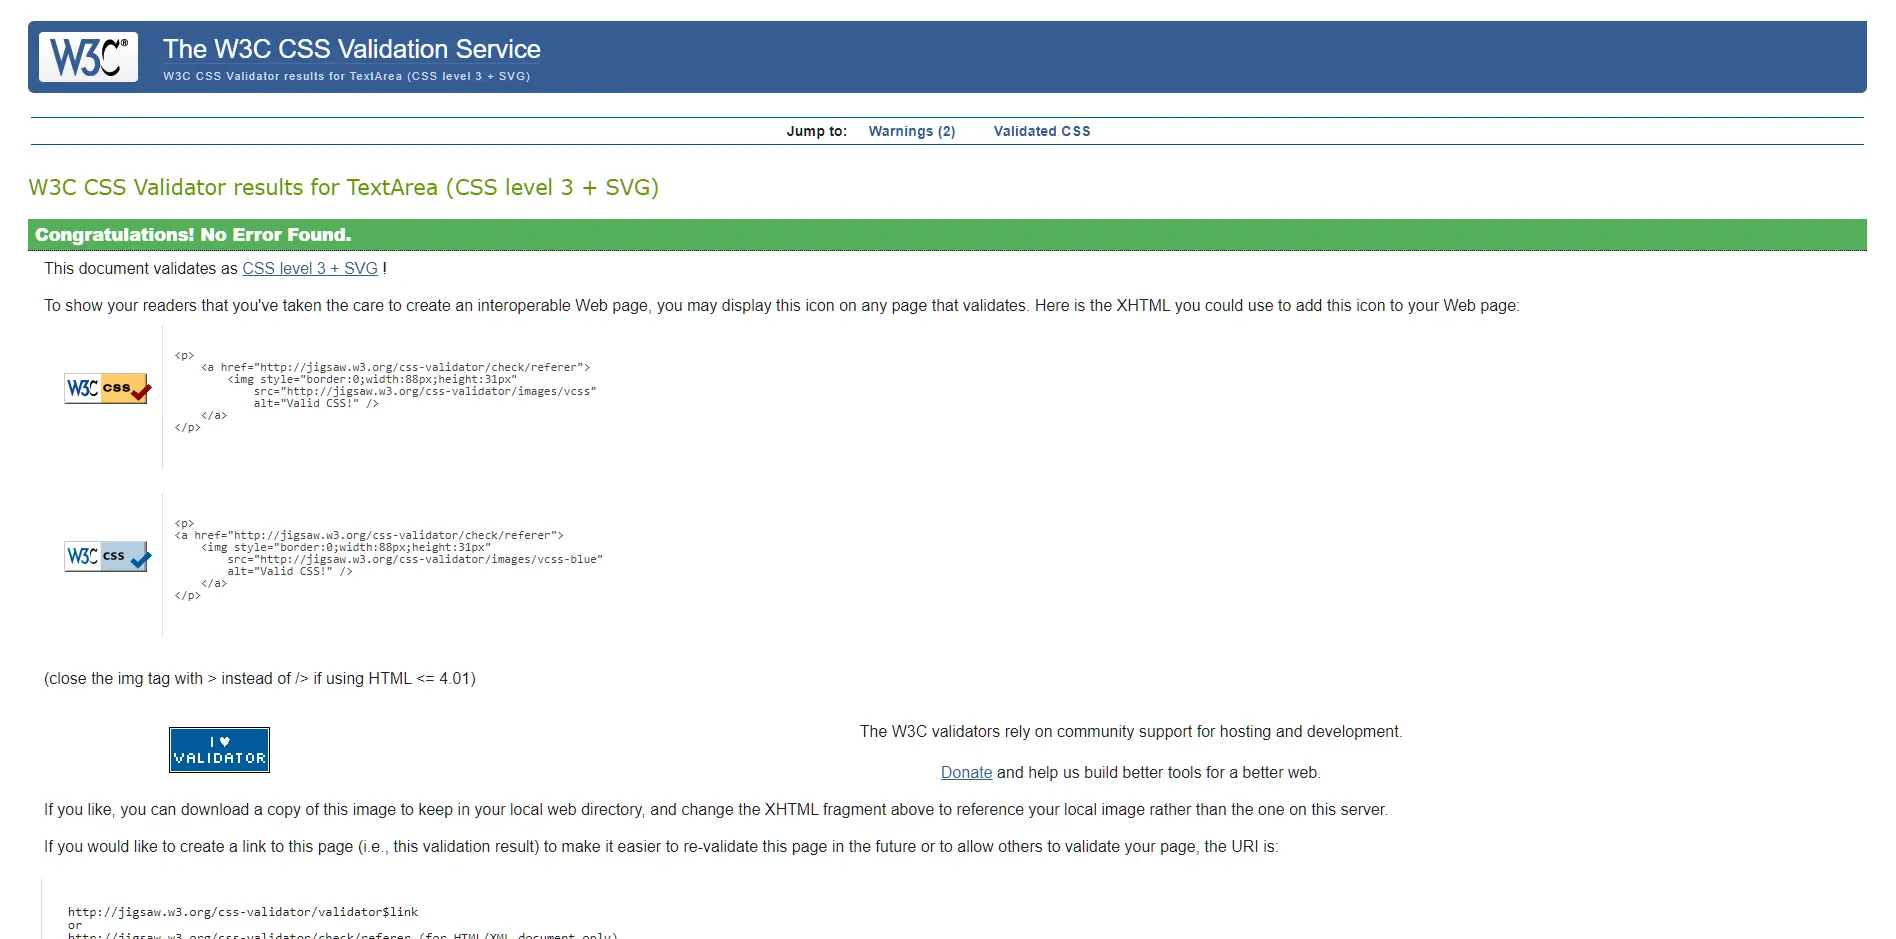 W3C®
The W3C CSS Validation Service
W3C CSS Validator results for TextArea (CSS level 3 + SVG)
Jump to: Warnings (2) Validated CSS
W3C CSS Validator results for TextArea (CSS level 3 + SVG)
Congratulations! No Error Found.
This document validates as CSS level 3 + SVG !
To show your readers that you've taken the care to create an interoperable Web page, you may display this icon on any page that validates. Here is the XHTML you could use to add this icon to your Web page:
<p>
<a href="http://jigsaw.w3.org/css-validator/check/referer">
<img style="border:0;width:88px;height:31px"
W3C css
src="http://jigsaw.w3.org/css-validator/images/vcss"
alt="Valid CSS!" />
</a>
</p>
<p>
<a href="http://jigsaw.w3.org/css-validator/check/referer">
<img style="border:0;width:88px;height:31px"
W3C css
src="http://jigsaw.w3.org/css-validator/images/vcss-blue"
alt="Valid CSS!" />
</a>
</p>
(close the img tag with > instead of /> if using HTML <= 4.01)
I ♥
VALIDATOR
The W3C validators rely on community support for hosting and development.
Donate and help us build better tools for a better web.
If you like, you can download a copy of this image to keep in your local web directory, and change the XHTML fragment above to reference your local image rather than the one on this server.
If you would like to create a link to this page (i.e., this validation result) to make it easier to re-validate this page in the future or to allow others to validate your page, the URI is:
http://jigsaw.w3.org/css-validator/validator$link
or
http://jigsaw.w3.org/css-validator/check/referer (for HTML/XML document only)